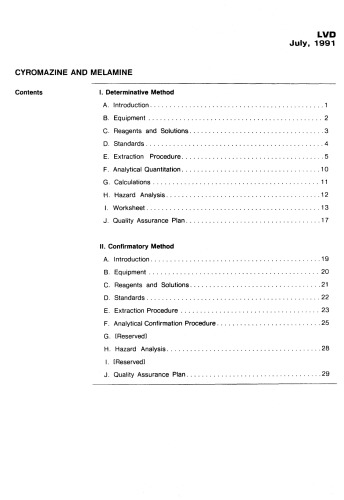 LVD
July, 1991
CYROMAZINE AND MELAMINE
Contents
I. Determinative Method
A. Introduction . . . . . . . . . . . . . . . . . . . . . . . . . . . . . . . . . . . . . . . . . . . . 1
B. Equipment . . . . . . . . . . . . . . . . . . . . . . . . . . . . . . . . . . . . . . . . . . . . 2
C. Reagents and Solutions . . . . . . . . . . . . . . . . . . . . . . . . . . . . . . . . . . 3
D. Standards . . . . . . . . . . . . . . . . . . . . . . . . . . . . . . . . . . . . . . . . . . . . . 4
E. Extraction Procedure . . . . . . . . . . . . . . . . . . . . . . . . . . . . . . . . . . . . 5
F. Analytical Quantitation . . . . . . . . . . . . . . . . . . . . . . . . . . . . . . . . . . . 10
G. Calculations . . . . . . . . . . . . . . . . . . . . . . . . . . . . . . . . . . . . . . . . . . 11
H. Hazard Analysis . . . . . . . . . . . . . . . . . . . . . . . . . . . . . . . . . . . . . . . 12
I. Worksheet . . . . . . . . . . . . . . . . . . . . . . . . . . . . . . . . . . . . . . . . . . . . 13
J. Quality Assurance Plan . . . . . . . . . . . . . . . . . . . . . . . . . . . . . . . . . . 17
II. Confirmatory Method
A. Introduction . . . . . . . . . . . . . . . . . . . . . . . . . . . . . . . . . . . . . . . . . . . 19
B. Equipment . . . . . . . . . . . . . . . . . . . . . . . . . . . . . . . . . . . . . . . . . . . 20
C. Reagents and Solutions . . . . . . . . . . . . . . . . . . . . . . . . . . . . . . . . . 21
D. Standards . . . . . . . . . . . . . . . . . . . . . . . . . . . . . . . . . . . . . . . . . . . . 22
E. Extraction Procedure . . . . . . . . . . . . . . . . . . . . . . . . . . . . . . . . . . . 23
F. Analytical Confirmation Procedure . . . . . . . . . . . . . . . . . . . . . . . . . . 25
G. (Reserved)
H. Hazard Analysis . . . . . . . . . . . . . . . . . . . . . . . . . . . . . . . . . . . . . . . 28
I. (Reserved)
J. Quality Assurance Plan . . . . . . . . . . . . . . . . . . . . . . . . . . . . . . . . . . 29